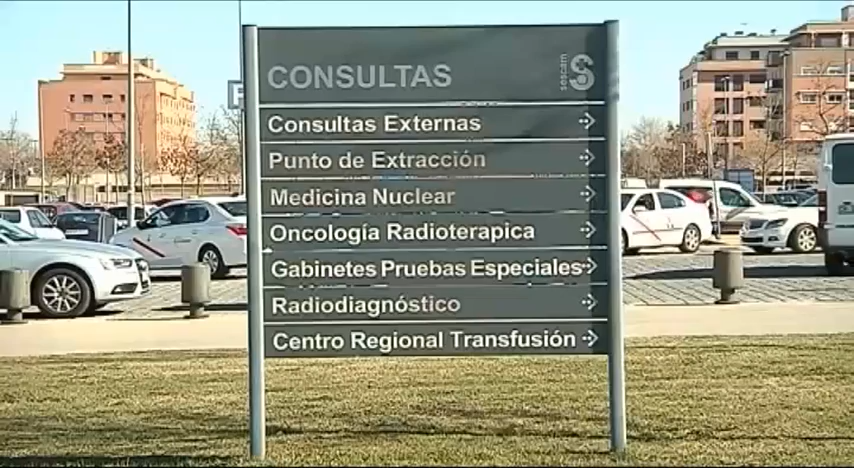 CONSULTAS
sescam
Consultas Externas
Punto de Extracción
Medicina Nuclear
Oncología Radioterapica
Gabinetes Pruebas Especiales
Radiodiagnóstico
Centro Regional Transfusión